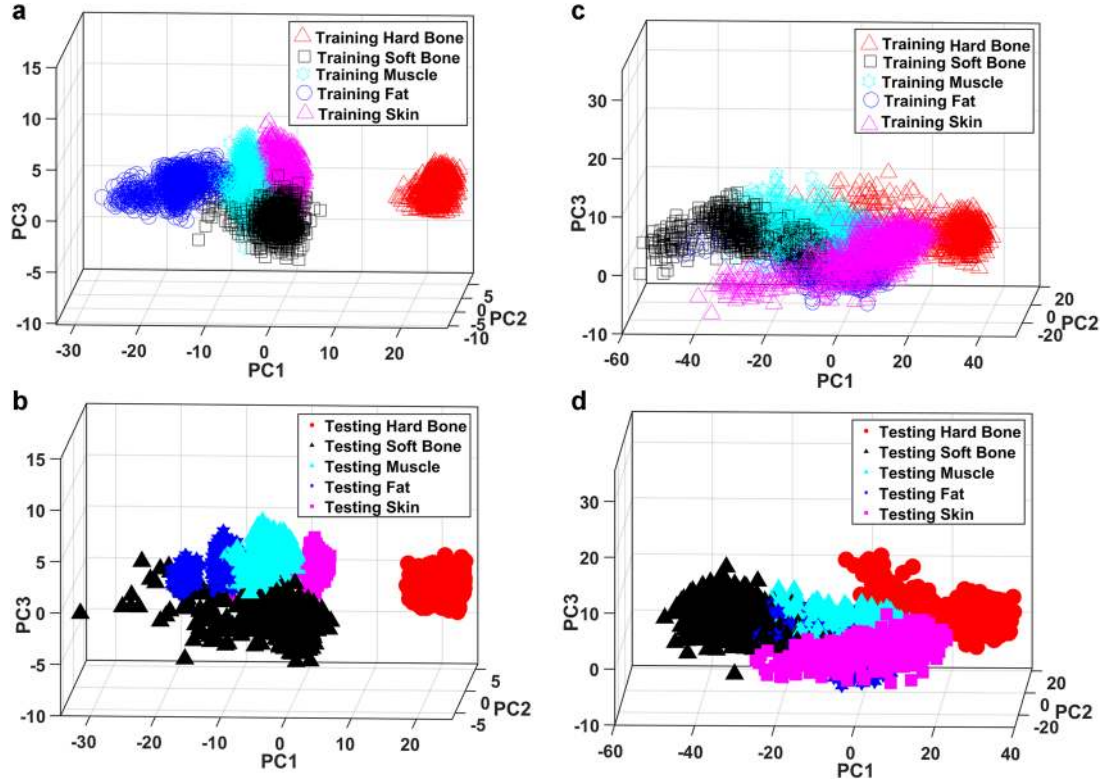 a
Training Hard Bone
Training Soft Bone
Training Muscle
Training Fat
Training Skin
15
10
5
0
-5
-10
PC3
-30
-20
-10
0
10
20
PC1
5
0
-5
-10
PC2
c
Training Hard Bone
Training Soft Bone
Training Muscle
Training Fat
Training Skin
30
20
10
0
-10
PC3
-60
-40
-20
0
20
40
PC1
20
0
-20
PC2
b
Testing Hard Bone
Testing Soft Bone
Testing Muscle
Testing Fat
Testing Skin
15
10
5
0
-5
-10
PC3
-30
-20
-10
0
10
20
PC1
5
0
-5
PC2
d
Testing Hard Bone
Testing Soft Bone
Testing Muscle
Testing Fat
Testing Skin
30
20
10
0
-10
PC3
-60
-40
-20
0
20
40
PC1
20
0
-20
PC2